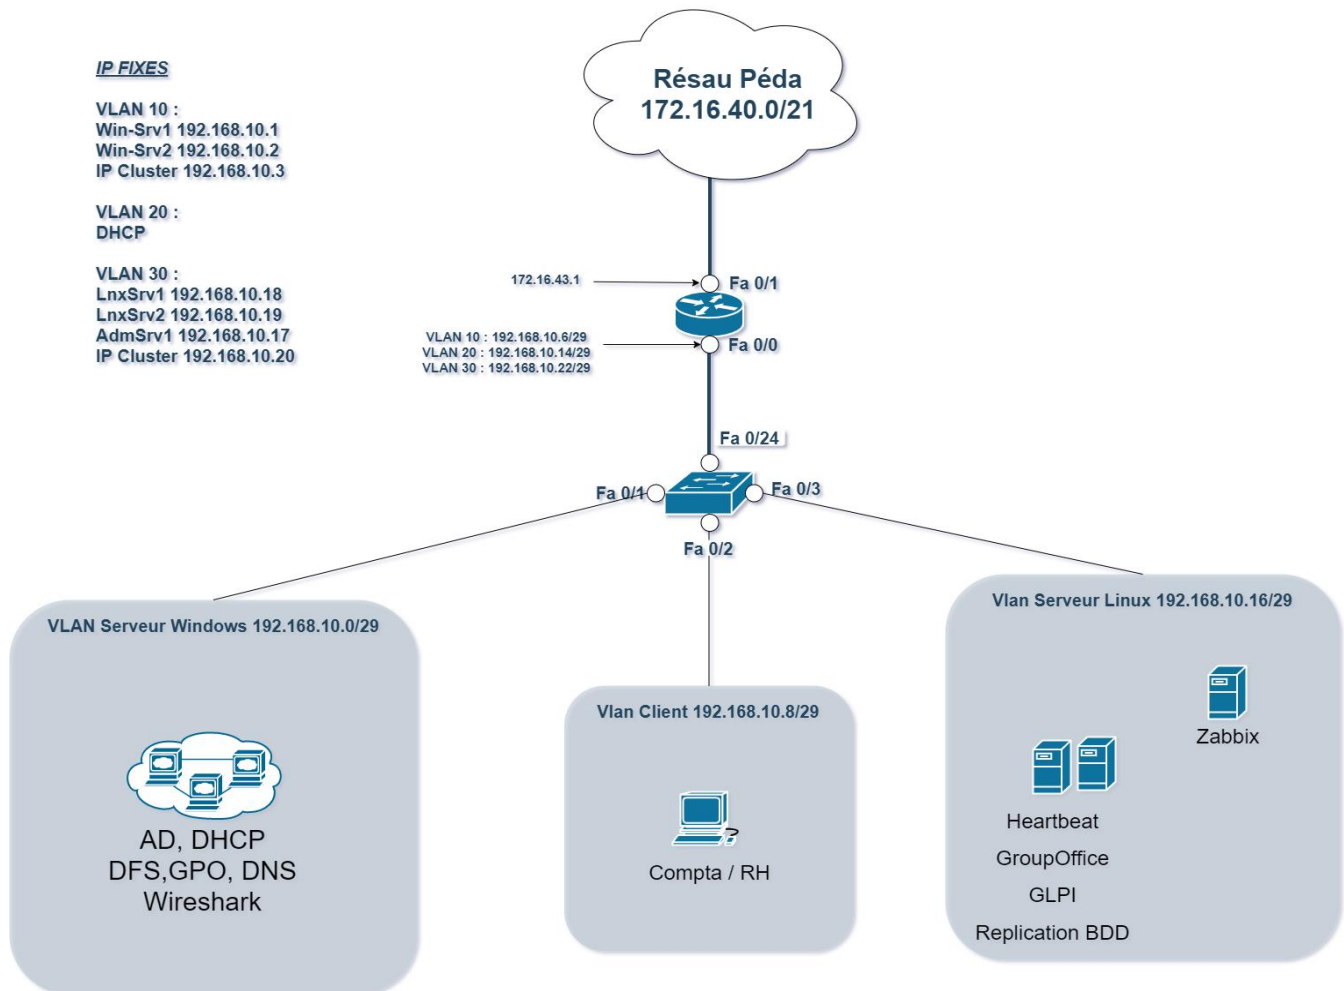 IP FIXES
VLAN 10 :
Win-Srv1 192.168.10.1
Win-Srv2 192.168.10.2
IP Cluster 192.168.10.3
VLAN 20 :
DHCP
VLAN 30 :
LnxSrv1 192.168.10.18
LnxSrv2 192.168.10.19
AdmSrv1 192.168.10.17
IP Cluster 192.168.10.20
Résau Péda
172.16.40.0/21
172.16.43.1
Fa 0/1
VLAN 10 : 192.168.10.6/29
VLAN 20 : 192.168.10.14/29
VLAN 30 : 192.168.10.22/29
Fa 0/0
Fa 0/24
Fa 0/1
Fa 0/3
Fa 0/2
VLAN Serveur Windows 192.168.10.0/29
AD, DHCP
DFS,GPO, DNS
Wireshark
Vlan Client 192.168.10.8/29
Compta / RH
Vlan Serveur Linux 192.168.10.16/29
Zabbix
Heartbeat
GroupOffice
GLPI
Replication BDD